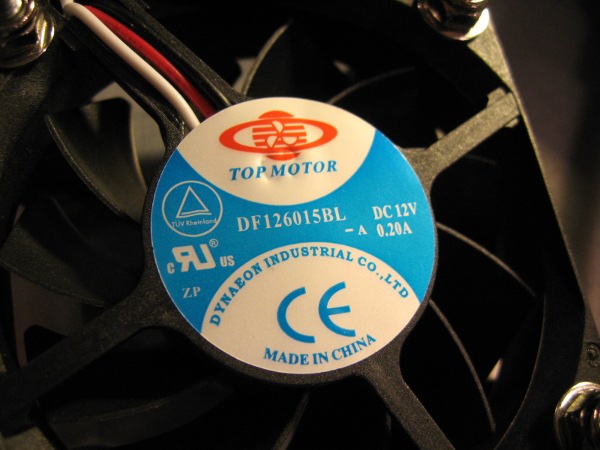 TOP MOTOR
TÜV Rheinland
DF126015BL DC 12V
-A 0.20A
c RU ® US
ZP
DYNAEON INDUSTRIAL CO.,LTD
CE
MADE IN CHINA